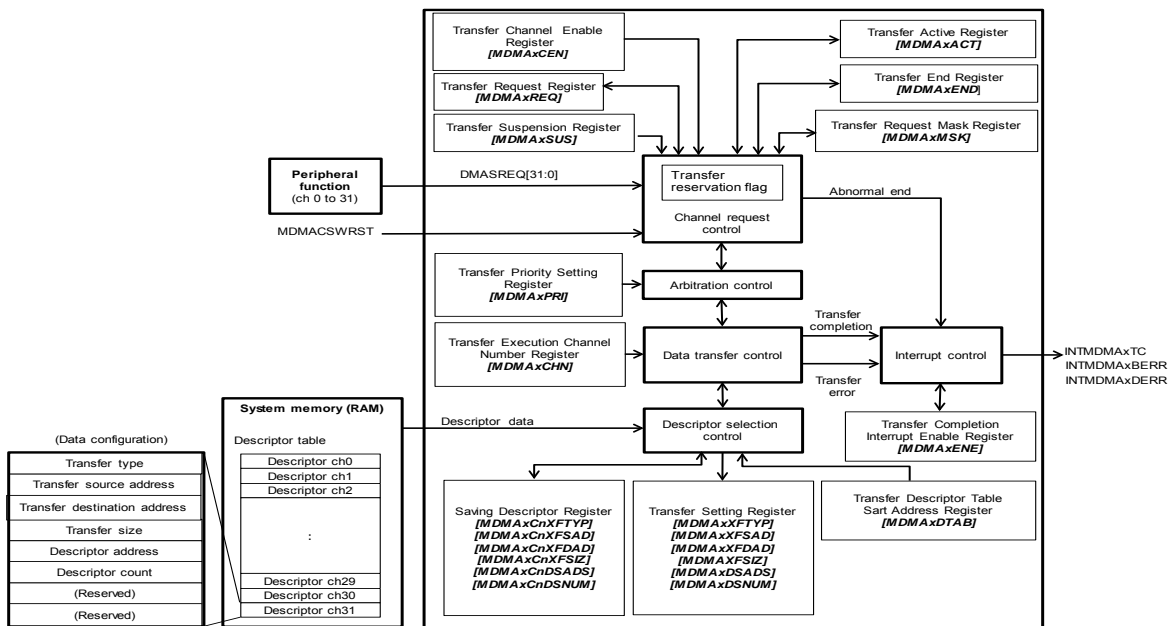 Transfer Channel Enable
Register
[MDMAxCEN]
Transfer Active Register
[MDMAxACT]
Transfer Request Register
[MDMAxREQ]
Transfer End Register
[MDMAxEND]
Transfer Suspension Register
[MDMAxSUS]
Transfer Request Mask Register
[MDMAxMSK]
Peripheral
function
(ch 0 to 31)
DMASREQ[31:0]
MDMACSWRST
Transfer
reservation flag
Channel request
control
Abnormal end
Transfer Priority Setting
Register
[MDMAxPRI]
Arbitration control
Transfer Execution Channel
Number Register
[MDMAxCHN]
Data transfer control
Transfer
completion
Transfer
error
Interrupt control
INTMDMAxTC
INTMDMAxBERR
INTMDMAxDERR
System memory (RAM)
Descriptor data
Descriptor selection
control
Transfer Completion
Interrupt Enable Register
[MDMAxENE]
(Data configuration)
Transfer type
Transfer source address
Transfer destination address
Transfer size
Descriptor address
Descriptor count
(Reserved)
(Reserved)
Descriptor table
Descriptor ch0
Descriptor ch1
Descriptor ch2
:
Descriptor ch29
Descriptor ch30
Descriptor ch31
Saving Descriptor Register
[MDMAxCnXFTYP]
[MDMAxCnXFSAD]
[MDMAxCnXFDAD]
[MDMAxCnXFSIZ]
[MDMAxCnDSADS]
[MDMAxCnDSNUM]
Transfer Setting Register
[MDMAxXFTYP]
[MDMAxXFSAD]
[MDMAxXFDAD]
[MDMAXFSIZ]
[MDMAxDSADS]
[MDMAxDSNUM]
Transfer Descriptor Table
Sart Address Register
[MDMAxDTAB]